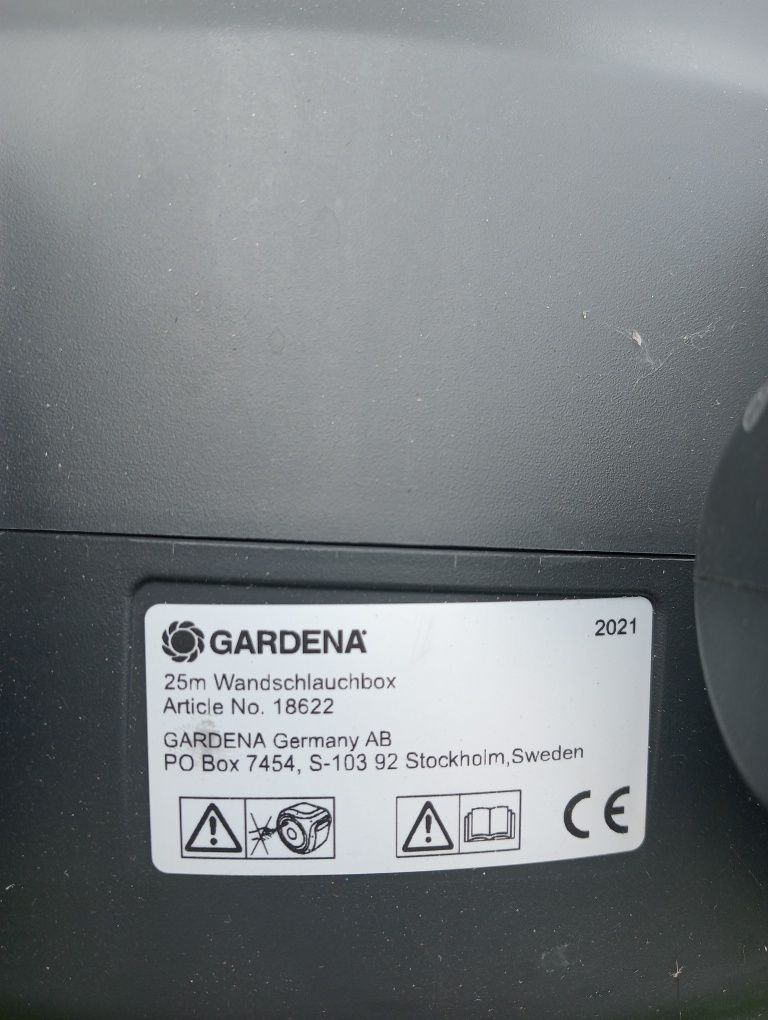 GARDENA
2021
25m Wandschlauchbox
Article No. 18622
GARDENA Germany AB
PO Box 7454, S-103 92 Stockholm,Sweden
CE